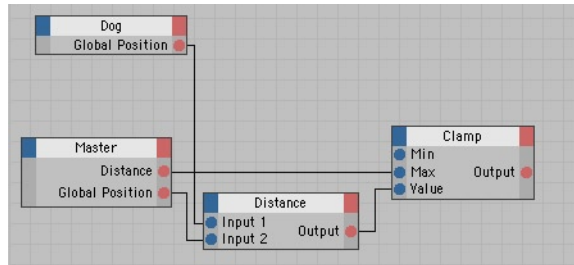 Dog
Global Position
Master
Distance
Global Position
Distance
Input 1
Input 2
Output
Clamp
Min
Max
Output
Value